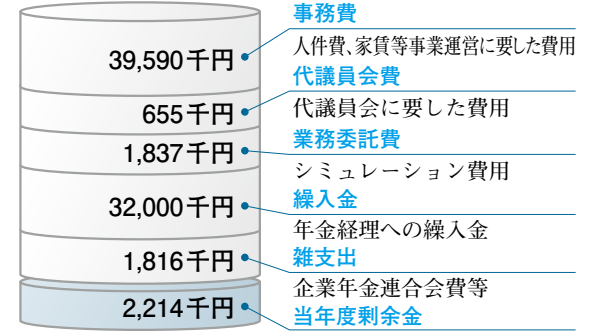 事務費
39,590千円
人件費、家賃等事業運営に要した費用
代議員会費
655千円
代議員会に要した費用
業務委託費
1,837千円
シミュレーション費用
繰入金
32,000千円
年金経理への繰入金
雑支出
1,816千円
企業年金連合会費等
当年度剰余金
2,214千円